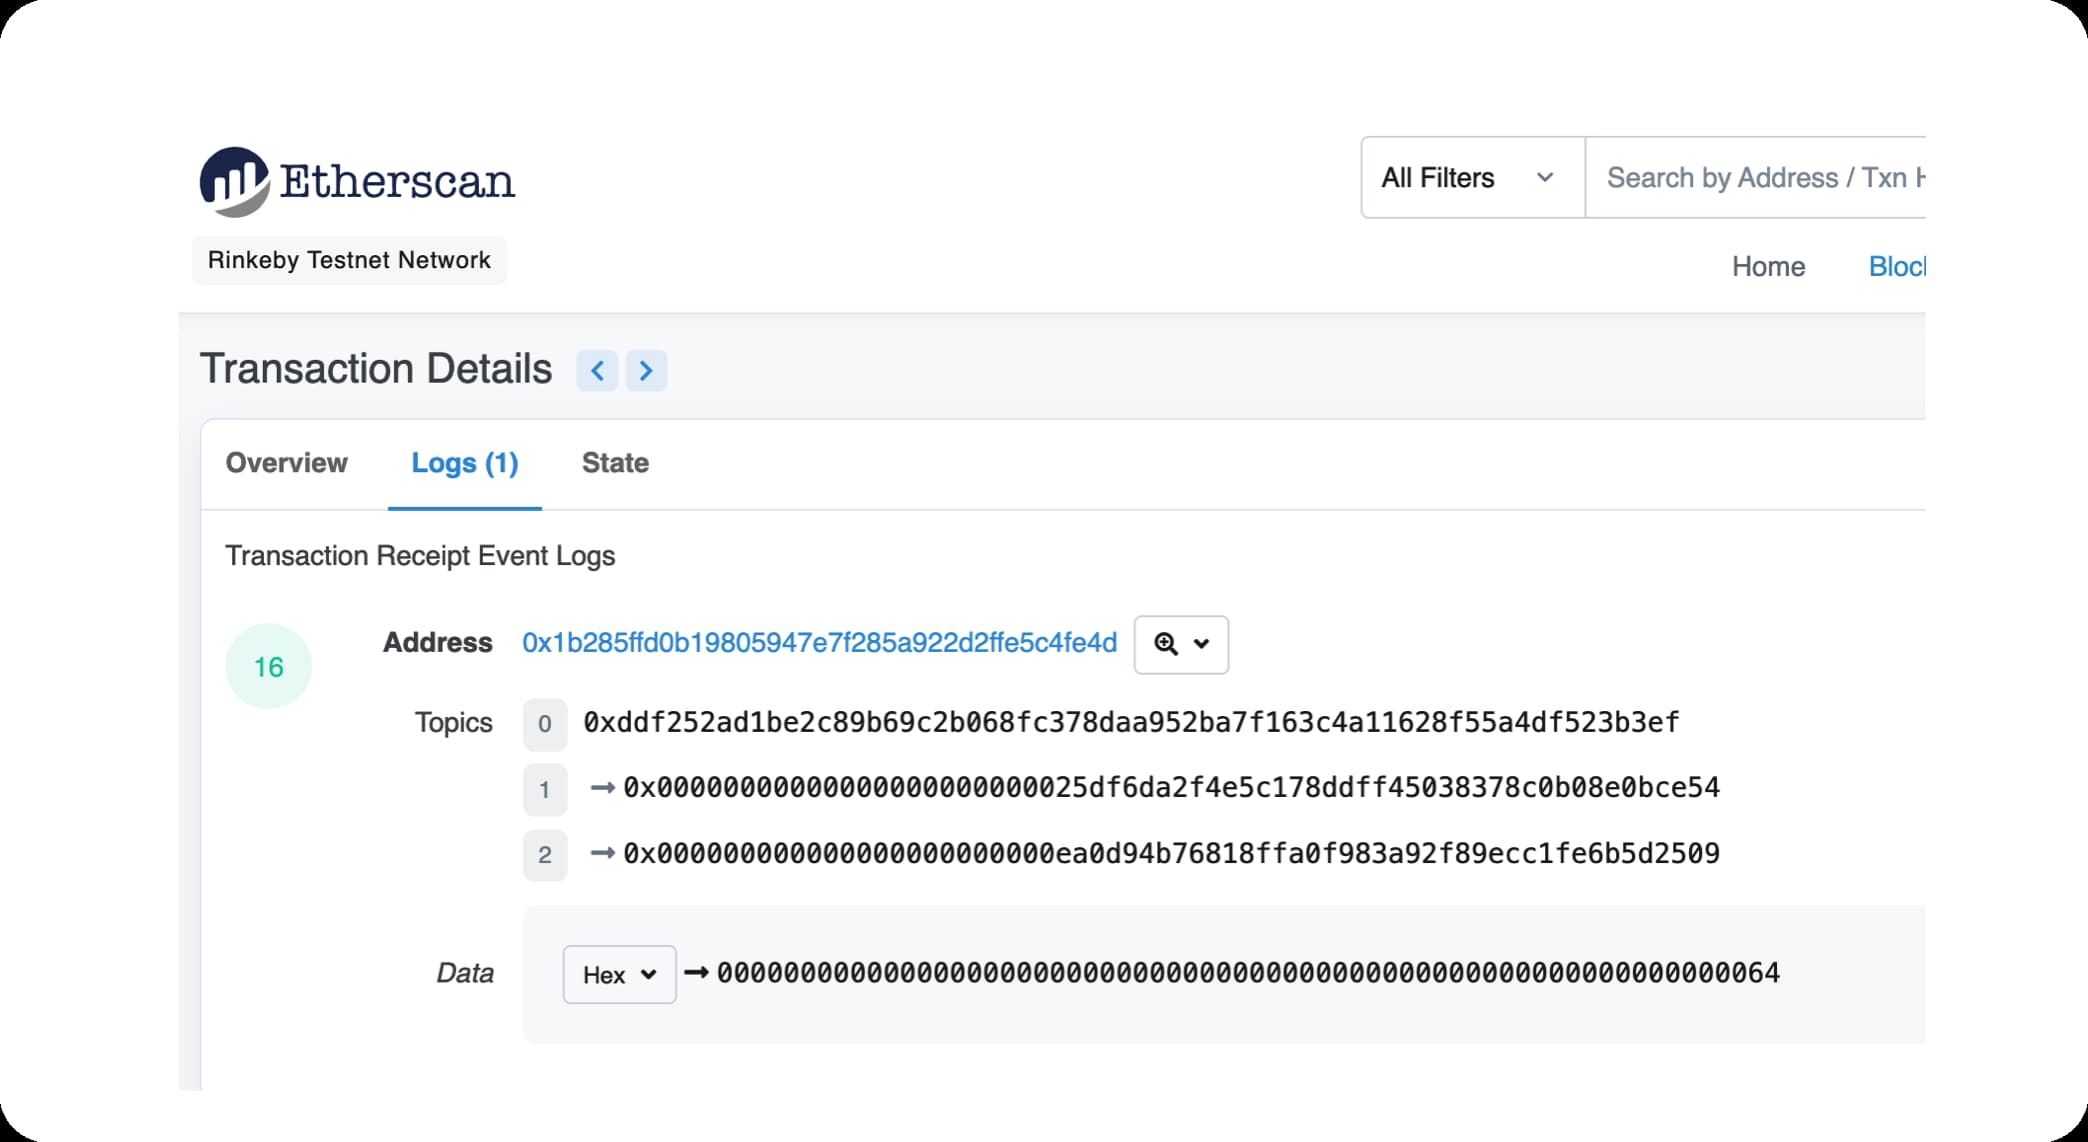 Etherscan
All Filters
Search by Address / Txn H
Rinkeby Testnet Network
Home
Bloc
Transaction Details
Overview
Logs (1)
State
Transaction Receipt Event Logs
16
Address 0x1b285ffd0b19805947e7f285a922d2ffe5c4fe4d
Topics 0 0xddf252ad1be2c89b69c2b068fc378daa952ba7f163c4a11628f55a4df523b3ef
1 → 0x00000000000000000000000025df6da2f4e5c178ddff45038378c0b08e0bce54
2 → 0x000000000000000000000000ea0d94b76818ffa0f983a92f89ecc1fe6b5d2509
Data Hex → 0000000000000000000000000000000000000000000000000000000000000064